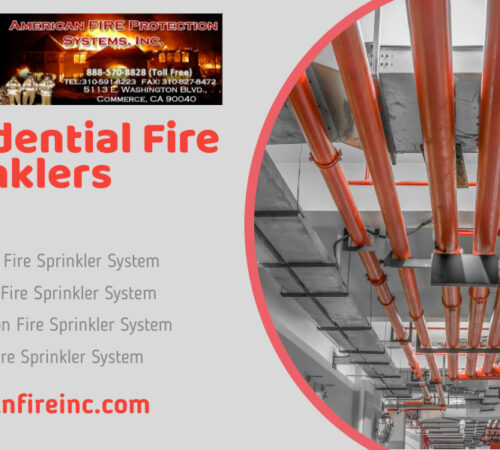 American FIRE Protection
Systems, Inc.
888-570-8828 (Toll Free)
TEL:310-591-8223 FAX: 310-827-8472
5113 E. Washington Blvd.,
Commerce, CA 90040
dential Fire
nklers
Fire Sprinkler System
Fire Sprinkler System
on Fire Sprinkler System
re Sprinkler System
nfireinc.com